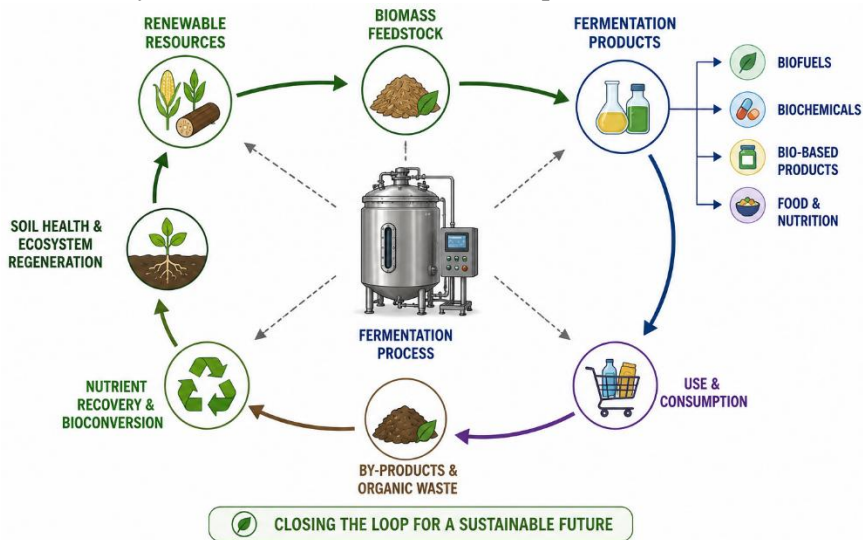 RENEWABLE
RESOURCES
BIOMASS
FEEDSTOCK
FERMENTATION
PRODUCTS
BIOFUELS
BIOCHEMICALS
BIO-BASED
PRODUCTS
FOOD &
NUTRITION
SOIL HEALTH &
ECOSYSTEM
REGENERATION
FERMENTATION
PROCESS
NUTRIENT
RECOVERY &
BIOCONVERSION
USE &
CONSUMPTION
BY-PRODUCTS &
ORGANIC WASTE
CLOSING THE LOOP FOR A SUSTAINABLE FUTURE